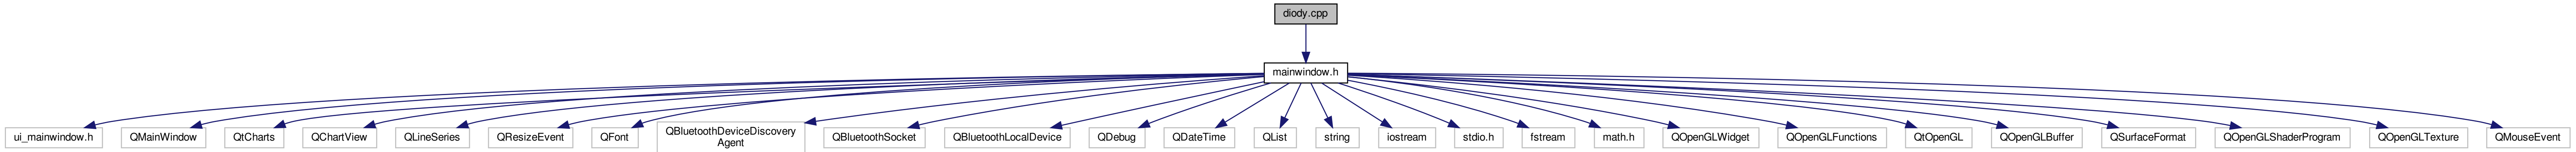 diody.cpp
mainwindow.h
ui_mainwindow.h
QMainWindow
QtCharts
QChartView
QLineSeries
QResizeEvent
QFont
QBluetoothDeviceDiscovery
Agent
QBluetoothSocket
QBluetoothLocalDevice
QDebug
QDateTime
QList
string
iostream
stdio.h
fstream
math.h
QOpenGLWidget
QOpenGLFunctions
QtOpenGL
QOpenGLBuffer
QSurfaceFormat
QOpenGLShaderProgram
QOpenGLTexture
QMouseEvent